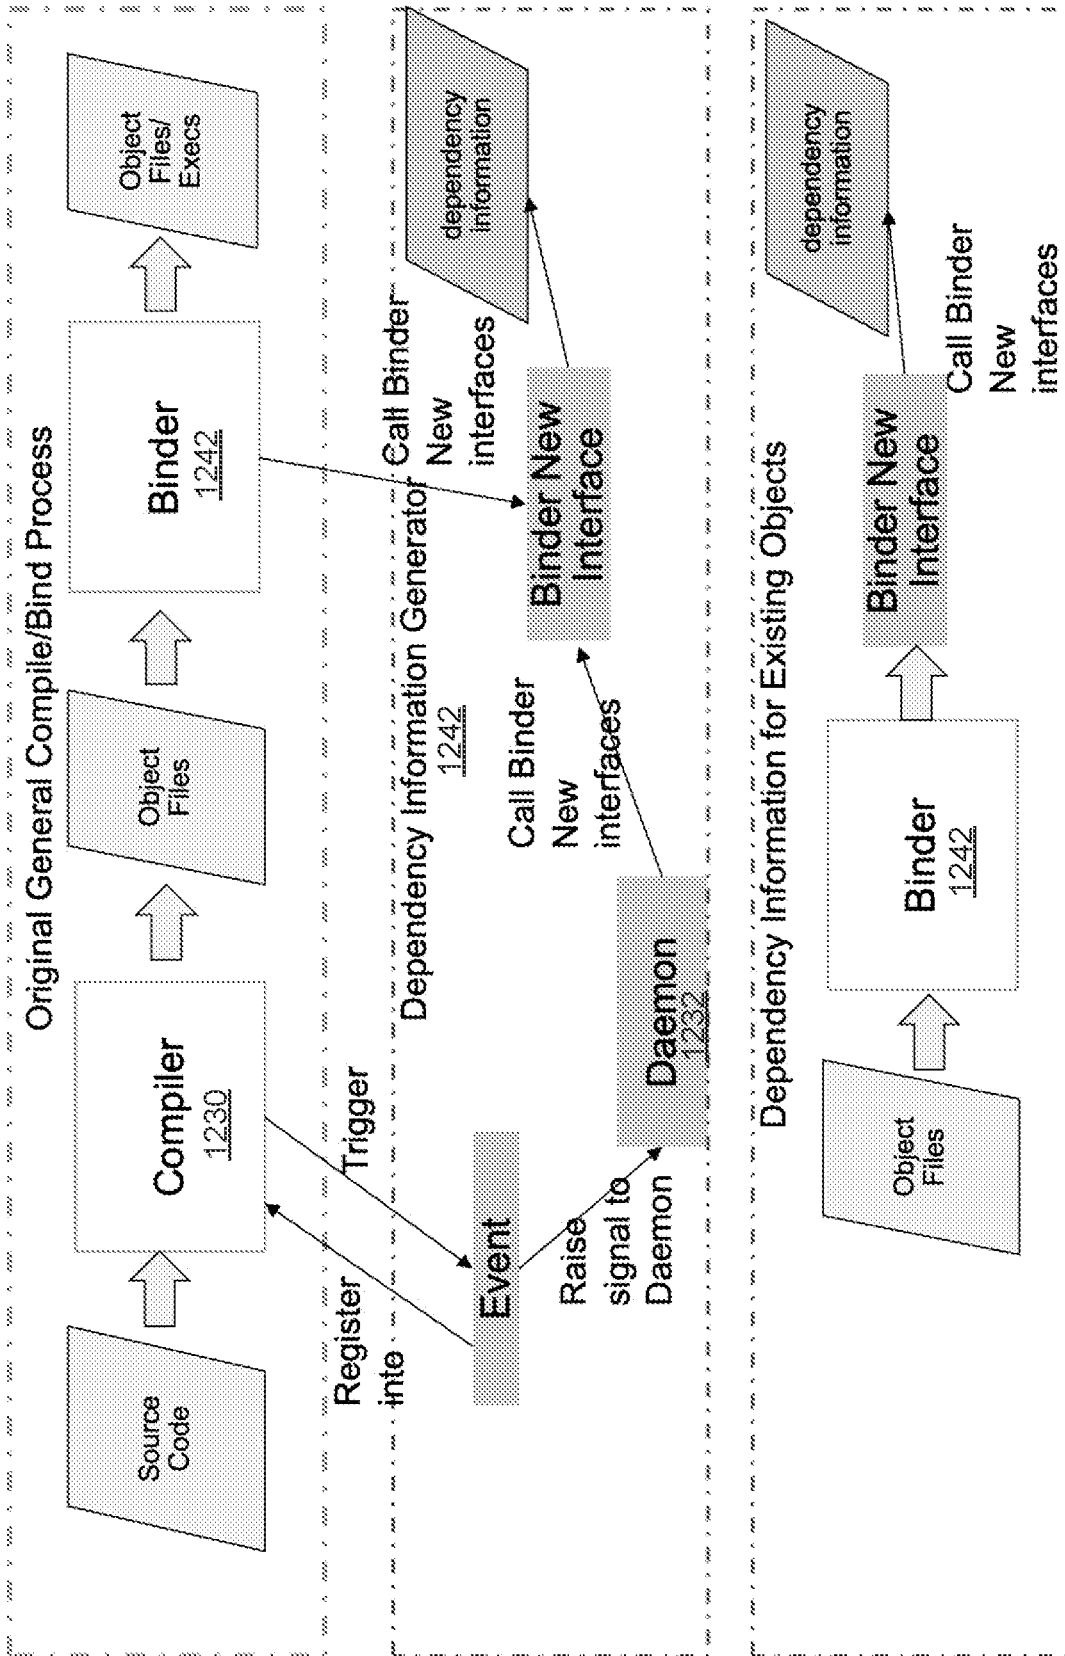 Original General Compile/Bind Process
Source
Code
Compiler
1230
Object
Files
Binder
1242
Object
Files/
Execs
Register
inte
Trigger
Dependency Information Generator
1242
Call Binder
New
interfaces
Event
Raise
signal to
Daemon
Daemon
1232
Call Binder
New
interfaces
Binder New
Interface
dependency
information
Dependency Information for Existing Objects
Object
Files
Binder
1242
Binder New
Interface
Call Binder
New
interfaces
dependency
information